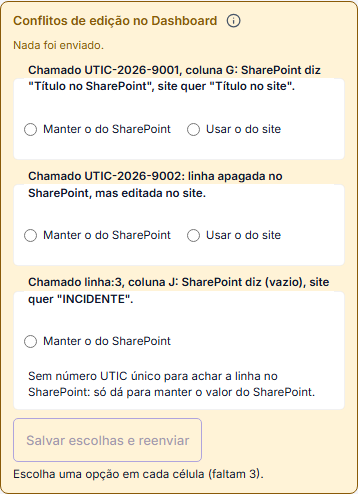 Conflitos de edição no Dashboard
Nada foi enviado.
Chamado UTIC-2026-9001, coluna G: SharePoint diz
"Título no SharePoint", site quer "Título no site".
Manter o do SharePoint Usar o do site
Chamado UTIC-2026-9002: linha apagada no
SharePoint, mas editada no site.
Manter o do SharePoint Usar o do site
Chamado linha:3, coluna J: SharePoint diz (vazio), site
quer "INCIDENTE".
Manter o do SharePoint
Sem número UTIC único para achar a linha no
SharePoint: só dá para manter o valor do SharePoint.
Salvar escolhas e reenviar
Escolha uma opção em cada célula (faltam 3).